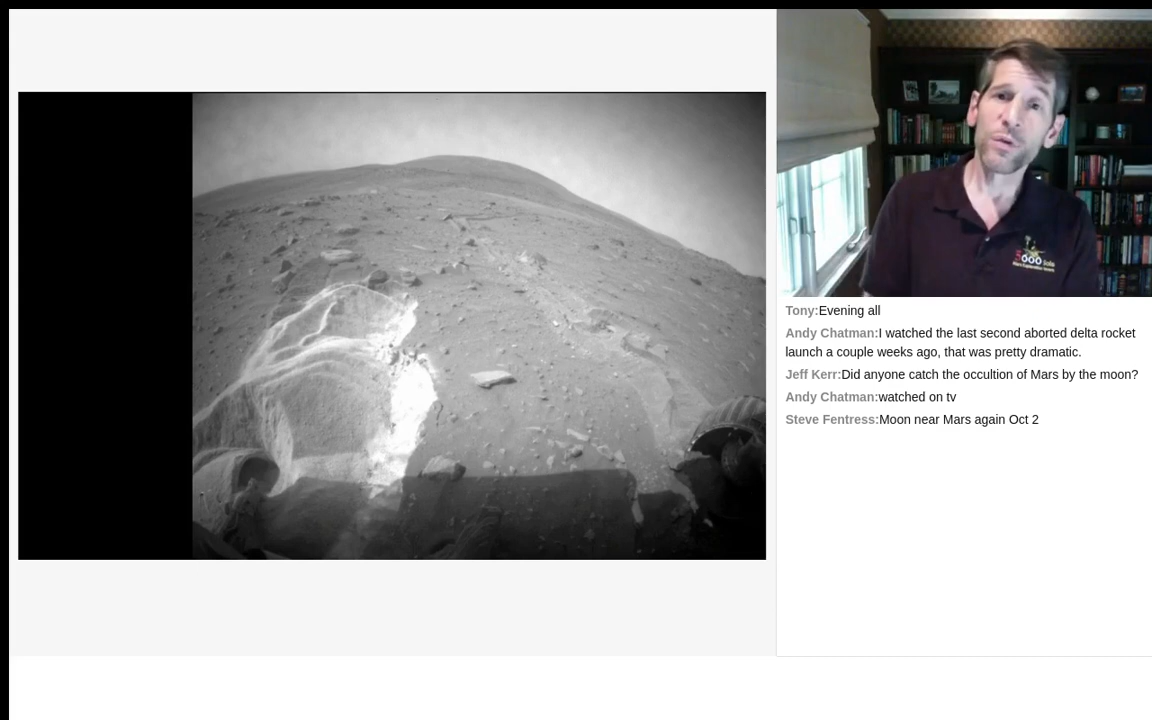 5000 Sols
Tony:Evening all
Andy Chatman:I watched the last second aborted delta rocket
launch a couple weeks ago, that was pretty dramatic.
Jeff Kerr:Did anyone catch the occultion of Mars by the moon?
Andy Chatman:watched on tv
Steve Fentress:Moon near Mars again Oct 2